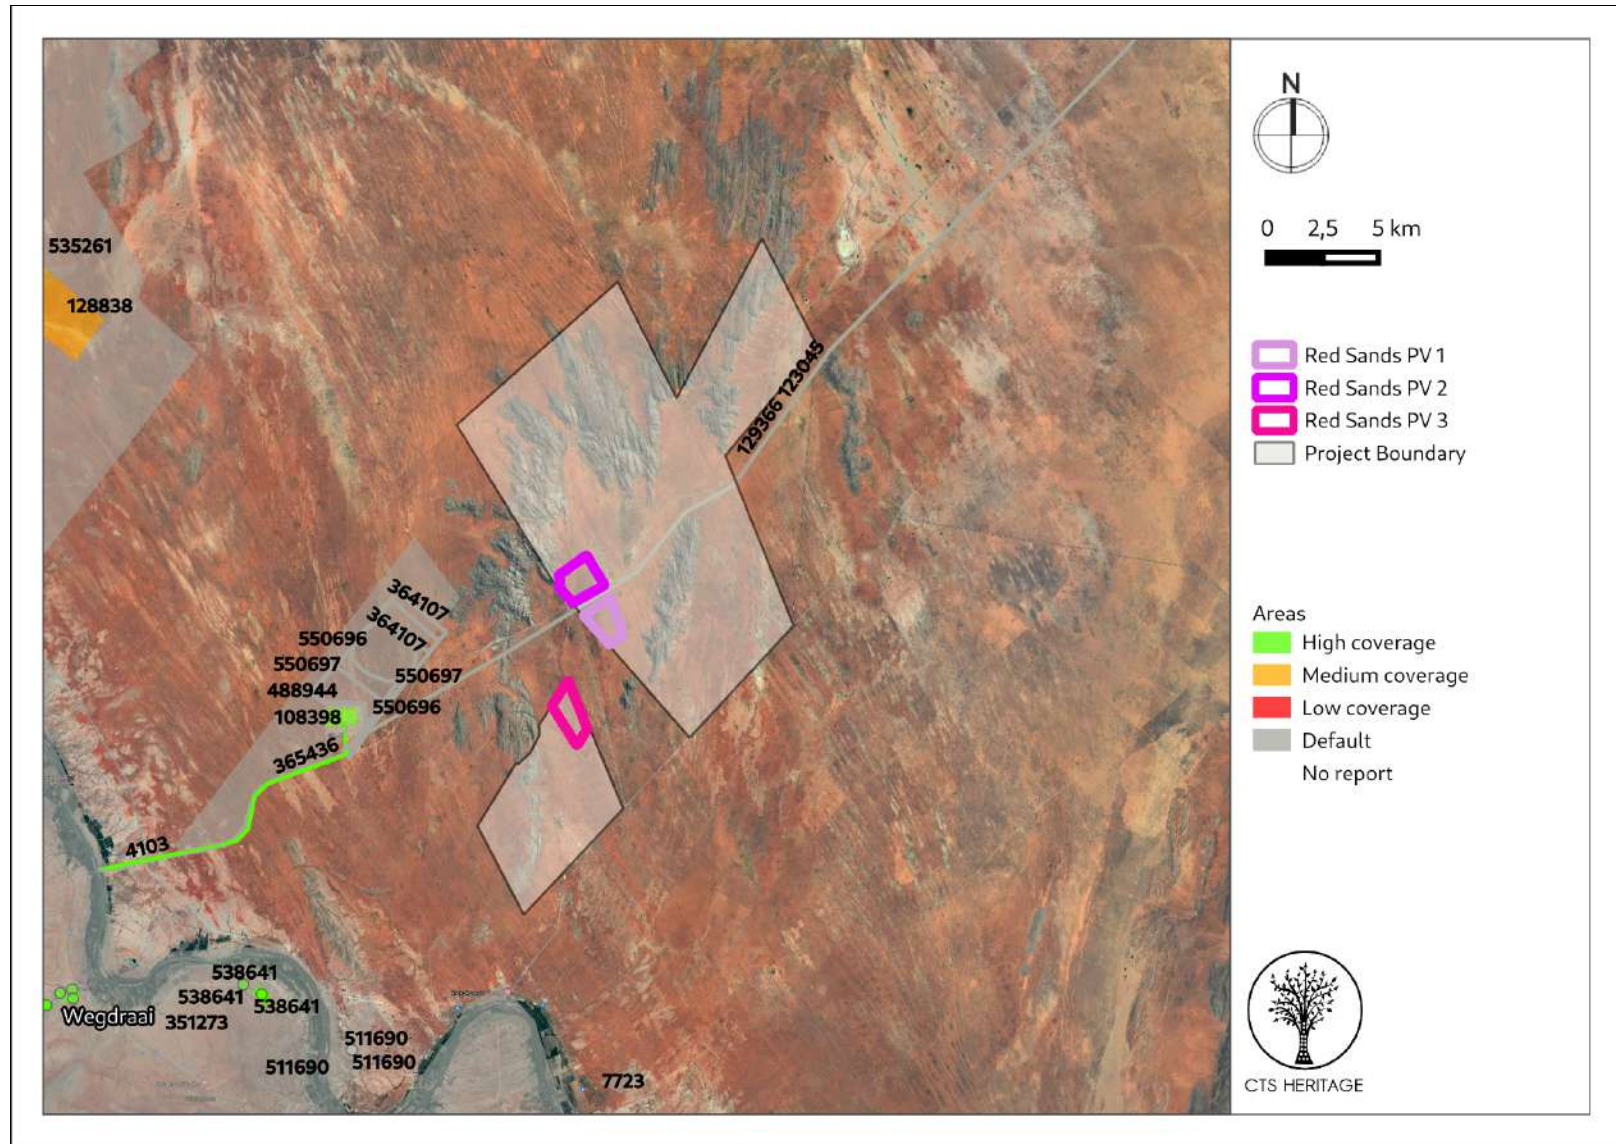 535261
128838
129366 123045
364107
364107
550696
550697
550697
488944
550696
108398
365436
4103
538641
538641
538641
351273
Wegdraai
511690
511690
511690
7723
N
0 2,5 5 km
Red Sands PV 1
Red Sands PV 2
Red Sands PV 3
Project Boundary
Areas
High coverage
Medium coverage
Low coverage
Default
No report
CTS HERITAGE